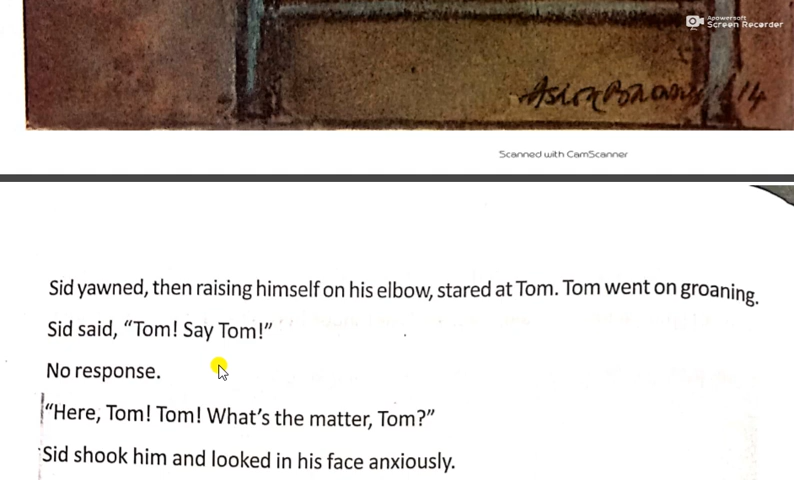 Apowersoft
Screen Recorder
14
Scanned with CamScanner
Sid yawned, then raising himself on his elbow, stared at Tom. Tom went on groaning.
Sid said, “Tom! Say Tom!”
No response.
“Here, Tom! Tom! What’s the matter, Tom?”
Sid shook him and looked in his face anxiously.